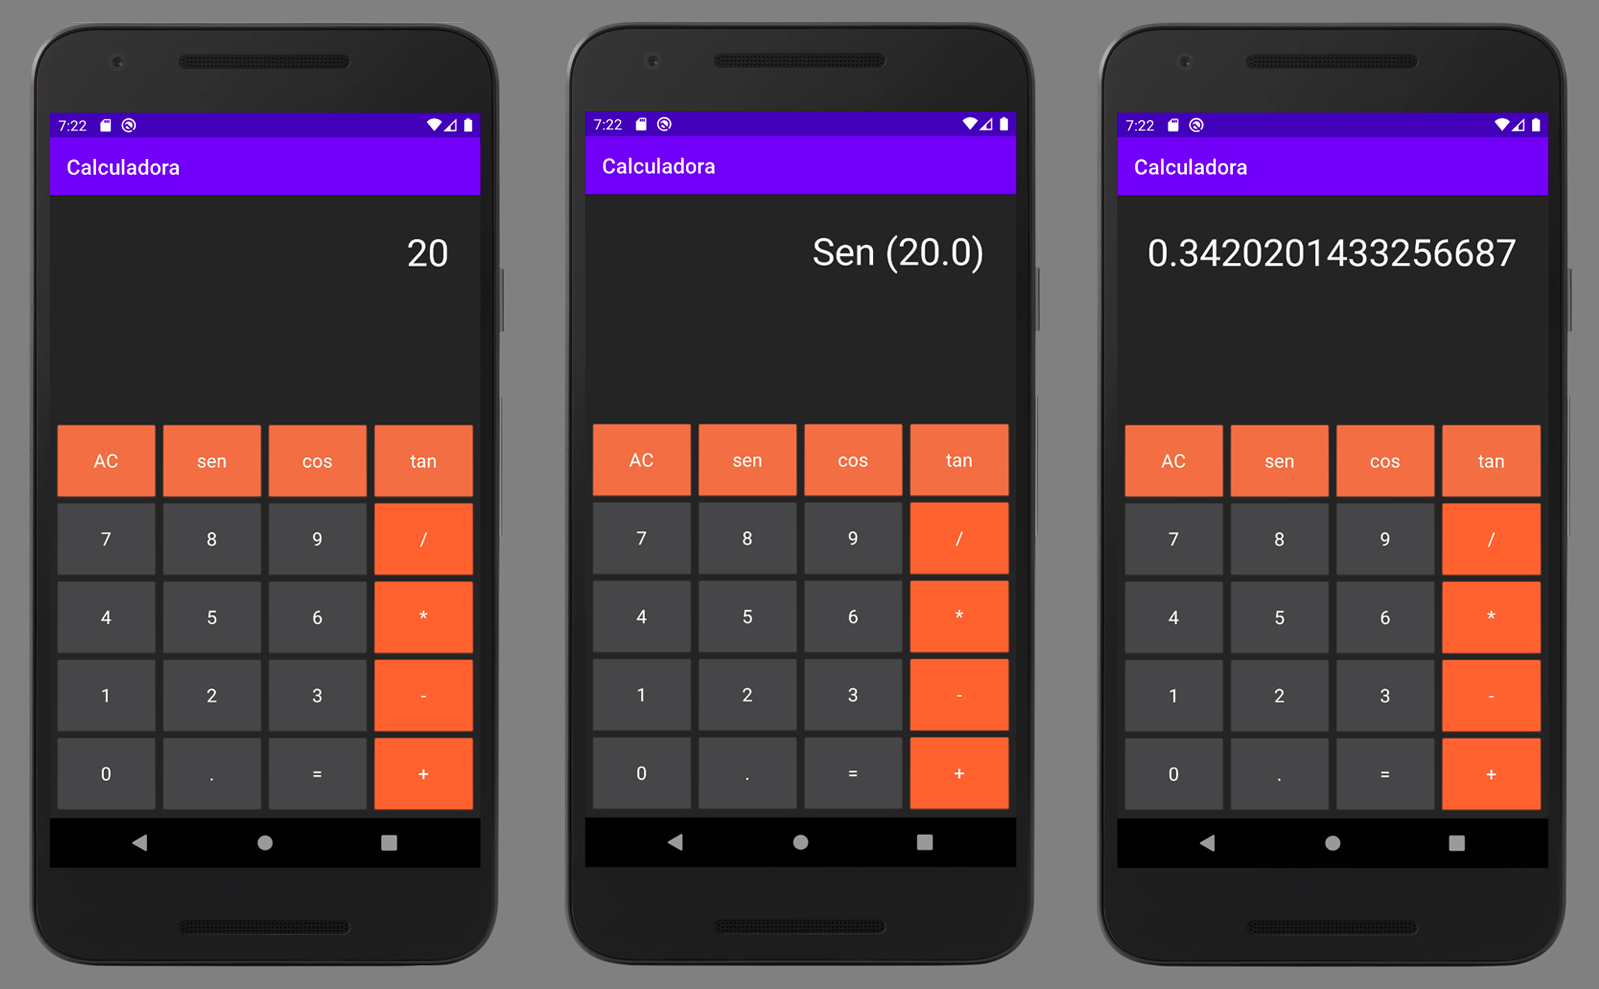 7:22
Calculadora
20
AC sen cos tan
7 8 9 /
4 5 6 *
1 2 3 -
0 . = +
7:22
Calculadora
Sen (20.0)
AC sen cos tan
7 8 9 /
4 5 6 *
1 2 3 -
0 . = +
7:22
Calculadora
0.3420201433256687
AC sen cos tan
7 8 9 /
4 5 6 *
1 2 3 -
0 . = +